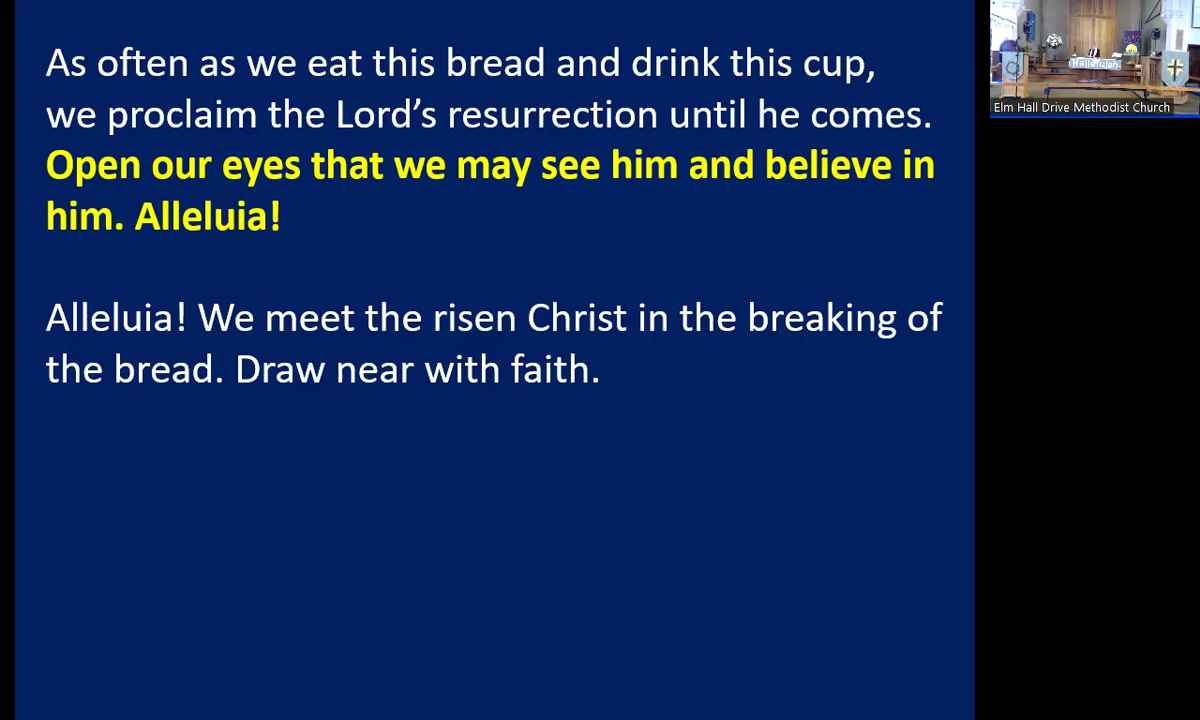 As often as we eat this bread and drink this cup,
we proclaim the Lord’s resurrection until he comes.
Open our eyes that we may see him and believe in
him. Alleluia!
Alleluia! We meet the risen Christ in the breaking of
the bread. Draw near with faith.
Hallelujah
Elm Hall Drive Methodist Church